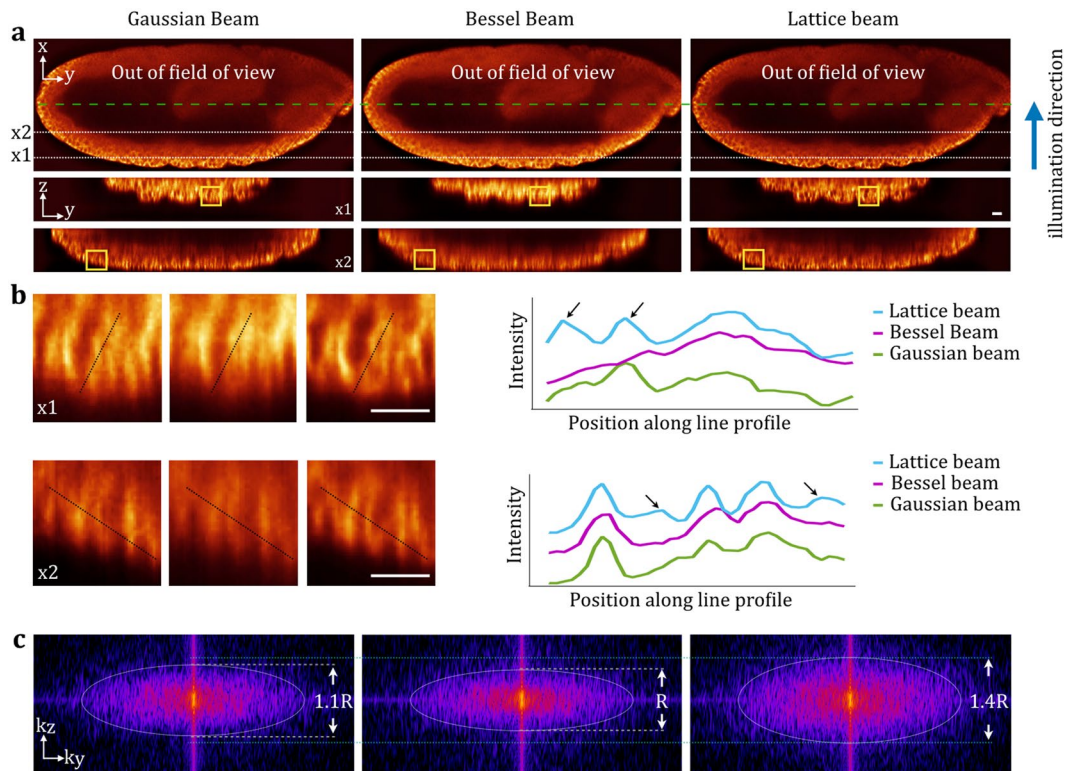 Gaussian Beam
Bessel Beam
Lattice beam
a
x
y
Out of field of view
Out of field of view
Out of field of view
x2
x1
illumination direction
z
y
x1
x2
b
x1
Intensity
Position along line profile
Lattice beam
Bessel Beam
Gaussian beam
x2
Intensity
Position along line profile
Lattice beam
Bessel beam
Gaussian beam
c
kz
ky
1.1R
R
1.4R